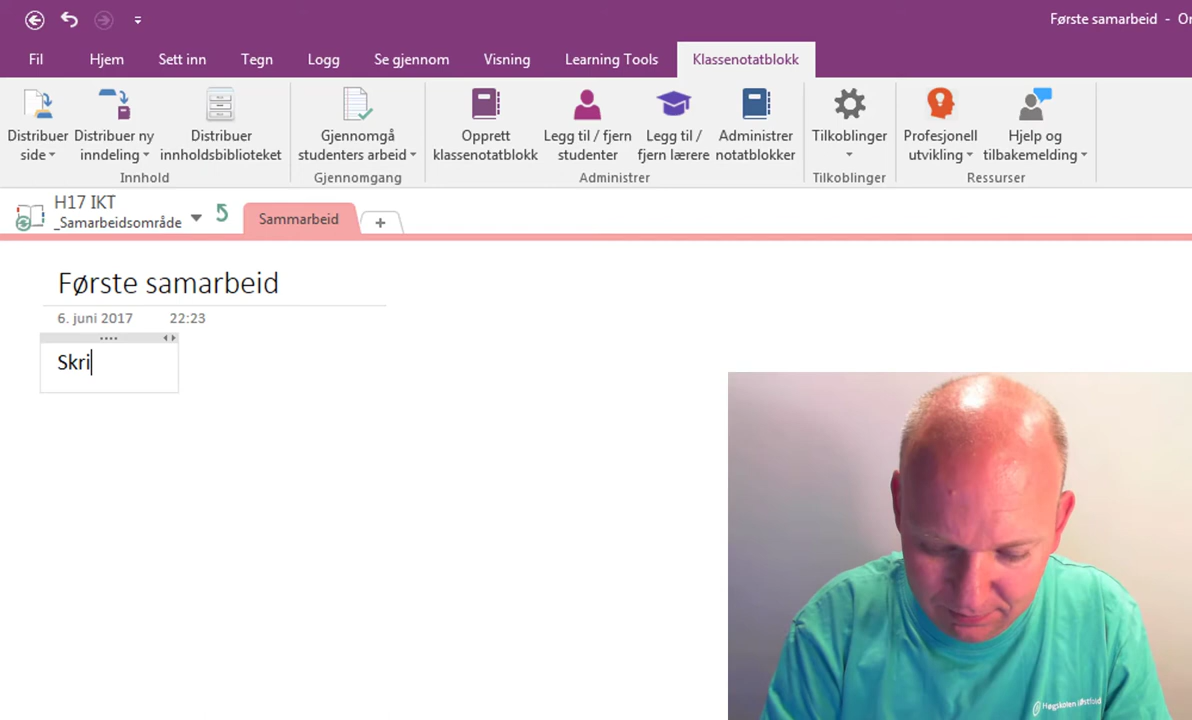 Første samarbeid - On
Fil Hjem Sett inn Tegn Logg Se gjennom Visning Learning Tools Klassenotatblokk
Distribuer side
Distribuer ny inndeling
Distribuer innholdsbiblioteket
Gjennomgå studenters arbeid
Opprett klassenotatblokk
Legg til / fjern studenter
Legg til / fjern lærere
Administrer notatblokker
Tilkoblinger
Profesjonell utvikling
Hjelp og tilbakemelding
Innhold Gjennomgang Administrer Tilkoblinger Ressurser
H17 IKT
_Samarbeidsområde
Sammarbeid
Første samarbeid
6. juni 2017 22:23
Skri
Høgskolen i Østfold